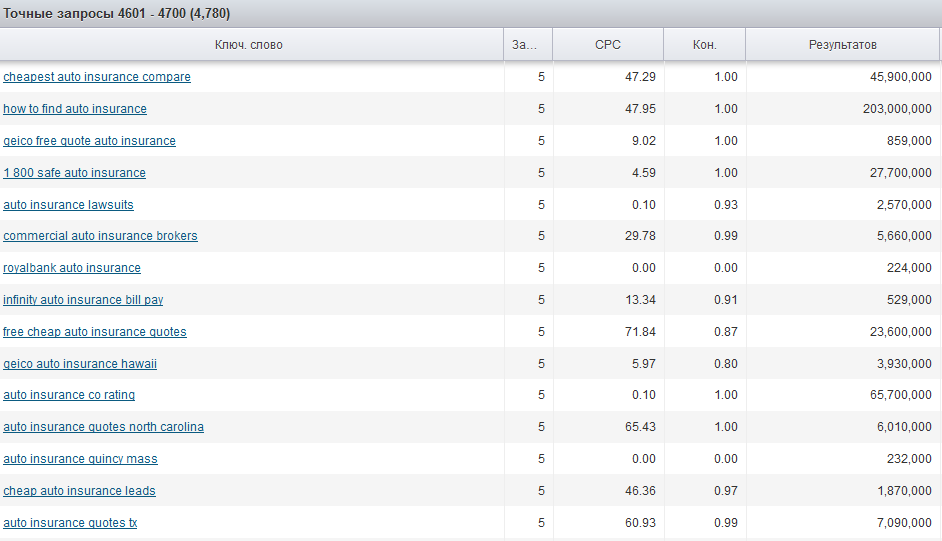 Точные запросы 4601 - 4700 (4,780)
Ключ. слово За... CPC Кон. Результатов
cheapest auto insurance compare 5 47.29 1.00 45,900,000
how to find auto insurance 5 47.95 1.00 203,000,000
geico free quote auto insurance 5 9.02 1.00 859,000
1 800 safe auto insurance 5 4.59 1.00 27,700,000
auto insurance lawsuits 5 0.10 0.93 2,570,000
commercial auto insurance brokers 5 29.78 0.99 5,660,000
royalbank auto insurance 5 0.00 0.00 224,000
infinity auto insurance bill pay 5 13.34 0.91 529,000
free cheap auto insurance quotes 5 71.84 0.87 23,600,000
geico auto insurance hawaii 5 5.97 0.80 3,930,000
auto insurance co rating 5 0.10 1.00 65,700,000
auto insurance quotes north carolina 5 65.43 1.00 6,010,000
auto insurance quincy mass 5 0.00 0.00 232,000
cheap auto insurance leads 5 46.36 0.97 1,870,000
auto insurance quotes tx 5 60.93 0.99 7,090,000